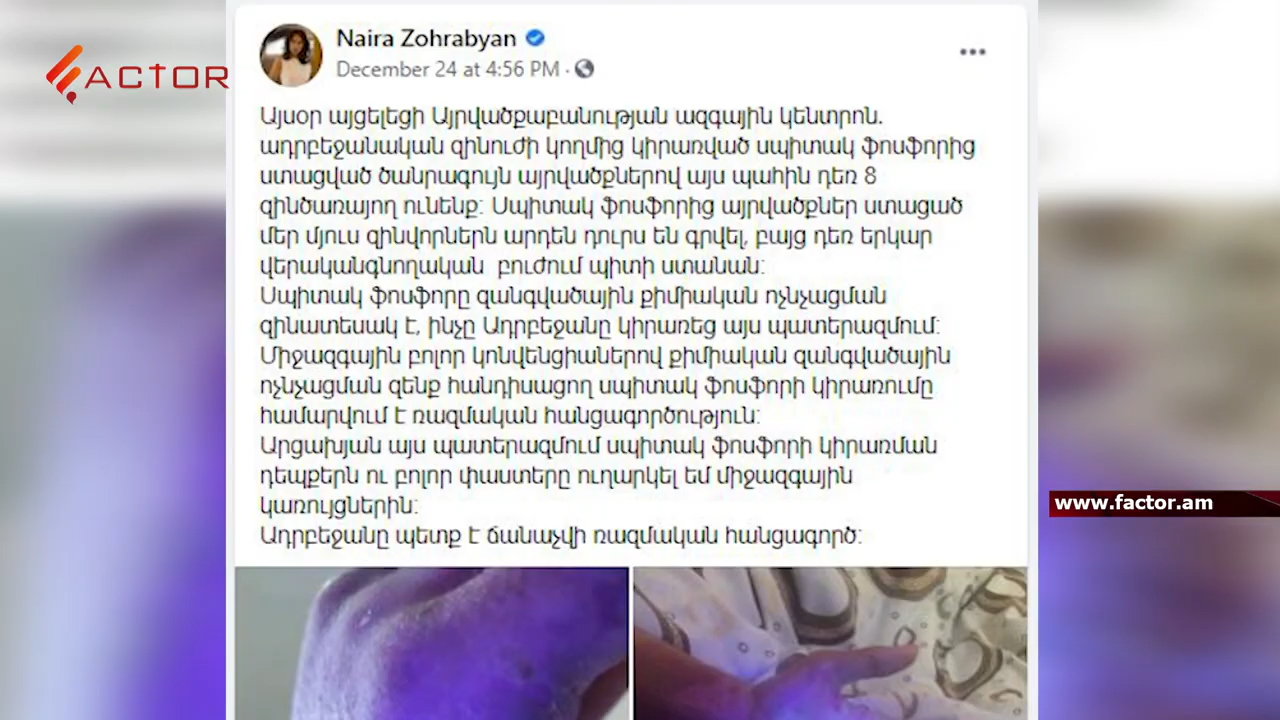 ACTOR
Naira Zohrabyan
December 24 at 4:56 PM ·
Այսօր այցելեցի Այրվածքաբանության ազգային կենտրոն.
ադրբեջանական զինուժի կողմից կիրառված սպիտակ ֆոսֆորից
ստացված ծանրագույն այրվածքներով այս պահին դեռ 8
զինծառայող ունենք: Սպիտակ ֆոսֆորից այրվածքներ ստացած
մեր մյուս զինվորներն արդեն դուրս են գրվել, բայց դեռ երկար
վերականգնողական բուժում պիտի ստանան:
Սպիտակ ֆոսֆորը զանգվածային քիմիական ոչնչացման
զինատեսակ է, ինչը Ադրբեջանը կիրառեց այս պատերազմում:
Միջազգային բոլոր կոնվենցիաներով քիմիական զանգվածային
ոչնչացման զենք հանդիսացող սպիտակ ֆոսֆորի կիրառումը
համարվում է ռազմական հանցագործություն:
Արցախյան այս պատերազմում սպիտակ ֆոսֆորի կիրառման
դեպքերն ու բոլոր փաստերը ուղարկել եմ միջազգային
կառույցներին:
Ադրբեջանը պետք է ճանաչվի ռազմական հանցագործ:
www.factor.am